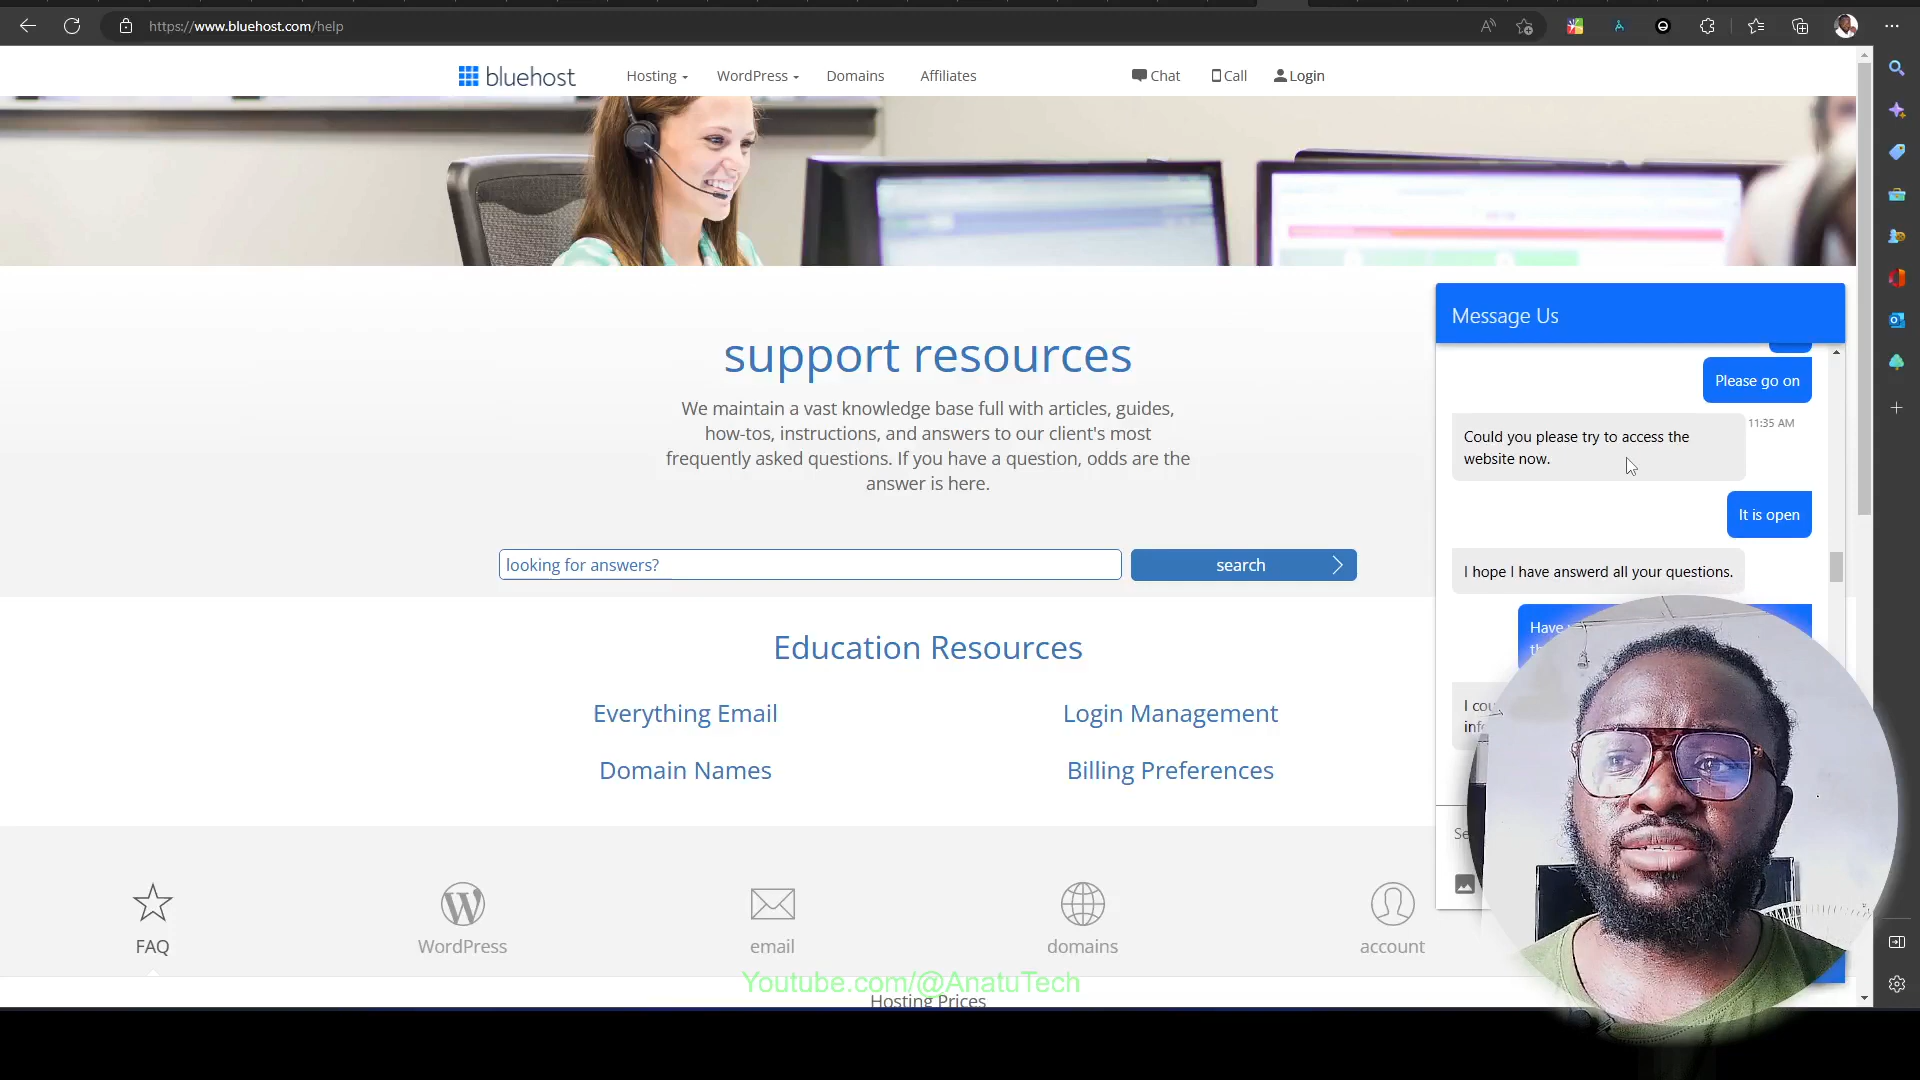 https://www.bluehost.com/help
bluehost
Hosting
WordPress
Domains
Affiliates
Chat
Call
Login
support resources
We maintain a vast knowledge base full with articles, guides,
how-tos, instructions, and answers to our client's most
frequently asked questions. If you have a question, odds are the
answer is here.
looking for answers?
search
Education Resources
Everything Email
Login Management
Domain Names
Billing Preferences
FAQ
WordPress
email
domains
account
Hosting Prices
Message Us
Please go on
11:35 AM
Could you please try to access the
website now.
It is open
I hope I have answerd all your questions.
Have
I
Youtube.com/@AnatuTech